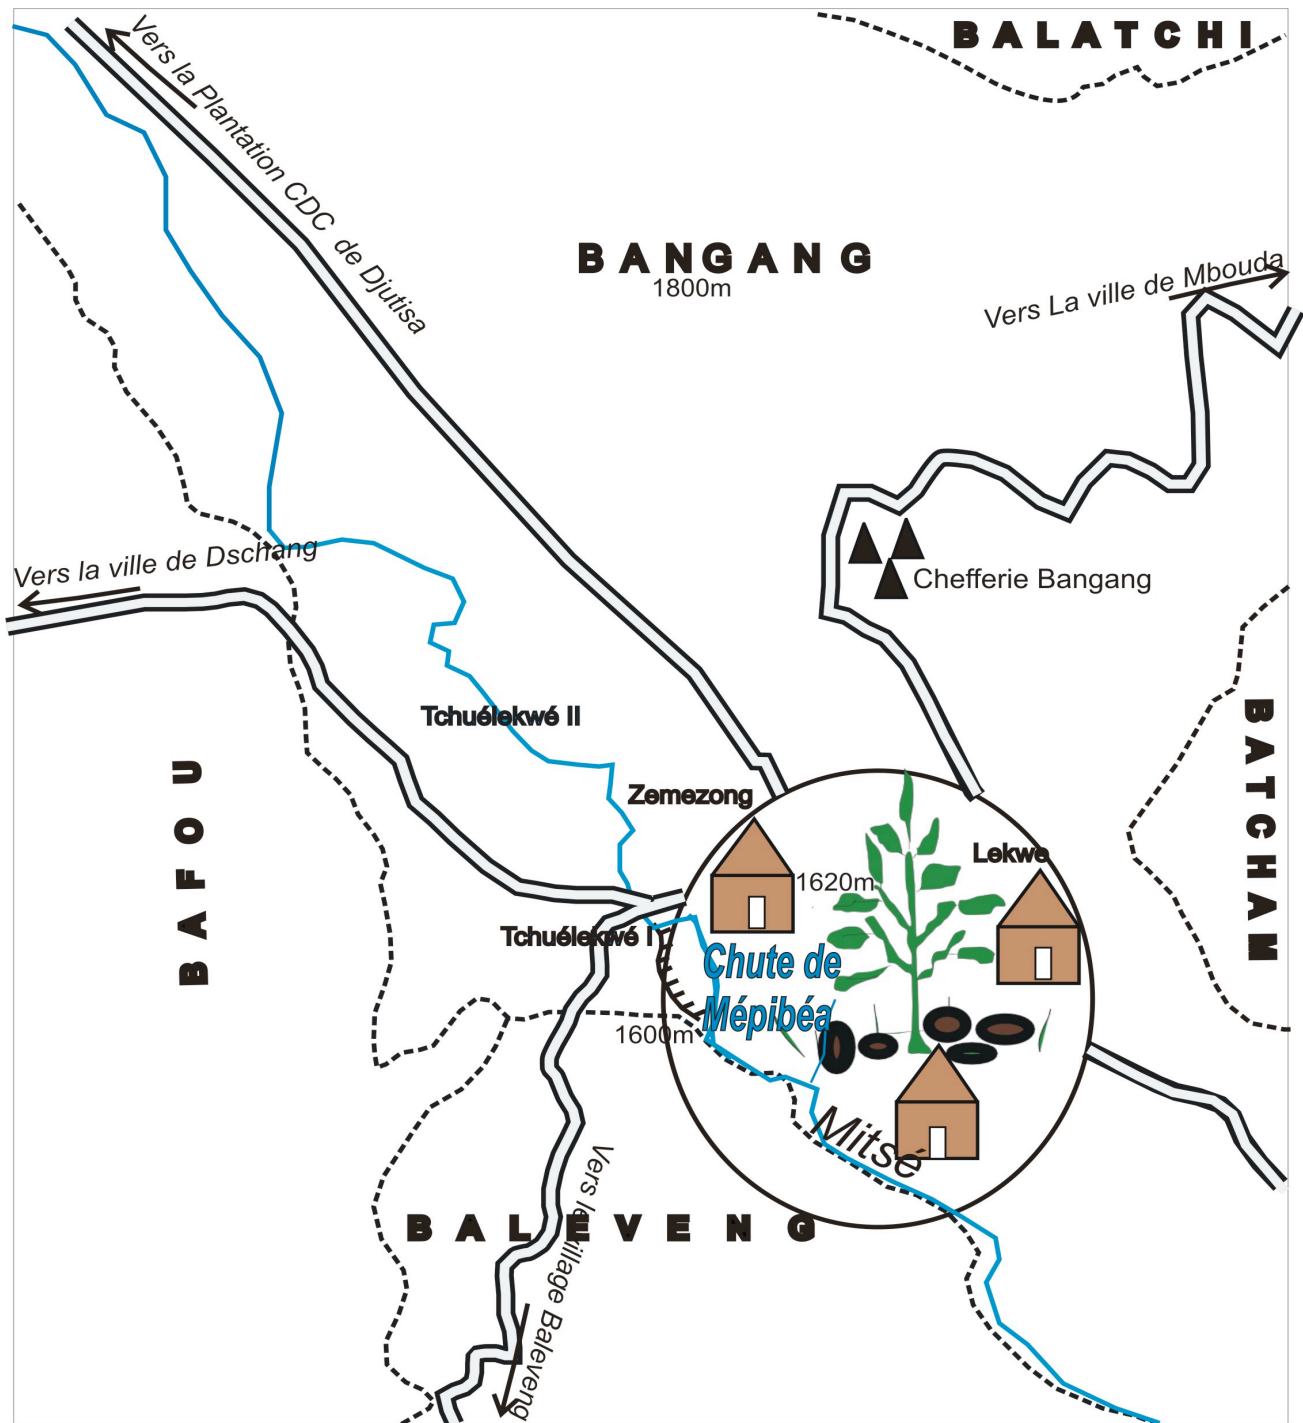 BALATCHI
Vers la Plantation CDC de Djutisa
BANGANG
1800m
Vers La ville de Mbouda
Vers la ville de Dschang
Chefferie Bangang
Tchuélekwé II
BATCHAM
BAFOU
Zemezong
Lekwe
1620m
Tchuélekwé I
Chute de
Mépibéa
1600m
Mitsé
Vers le village Baleveng
BALEVENG